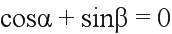 cosα + sinβ = 0